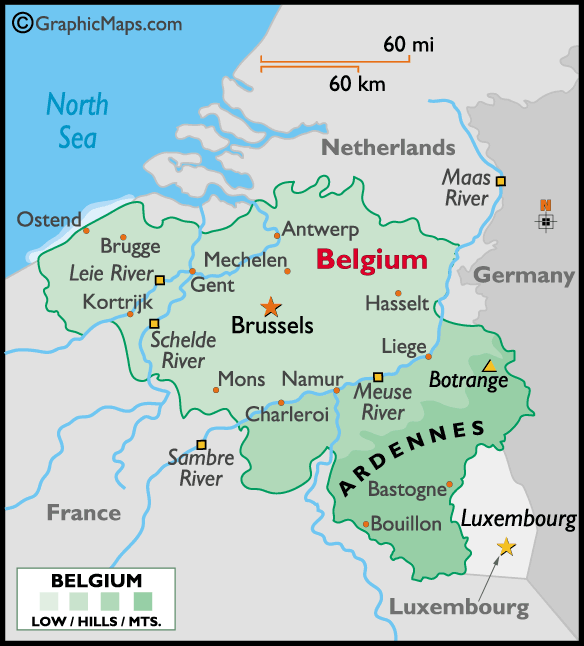 ©GraphicMaps.com
60 mi
60 km
North
Sea
Netherlands
Maas
River
N
Ostend
Brugge
Antwerp
Leie River
Mechelen
Belgium
Germany
Gent
Kortrijk
Hasselt
Brussels
Schelde
River
Liege
Mons
Namur
Botrange
Meuse
River
Charleroi
ARDENNES
Sambre
River
Bastogne
France
Bouillon
Luxembourg
BELGIUM
LOW / HILLS / MTS.
Luxembourg